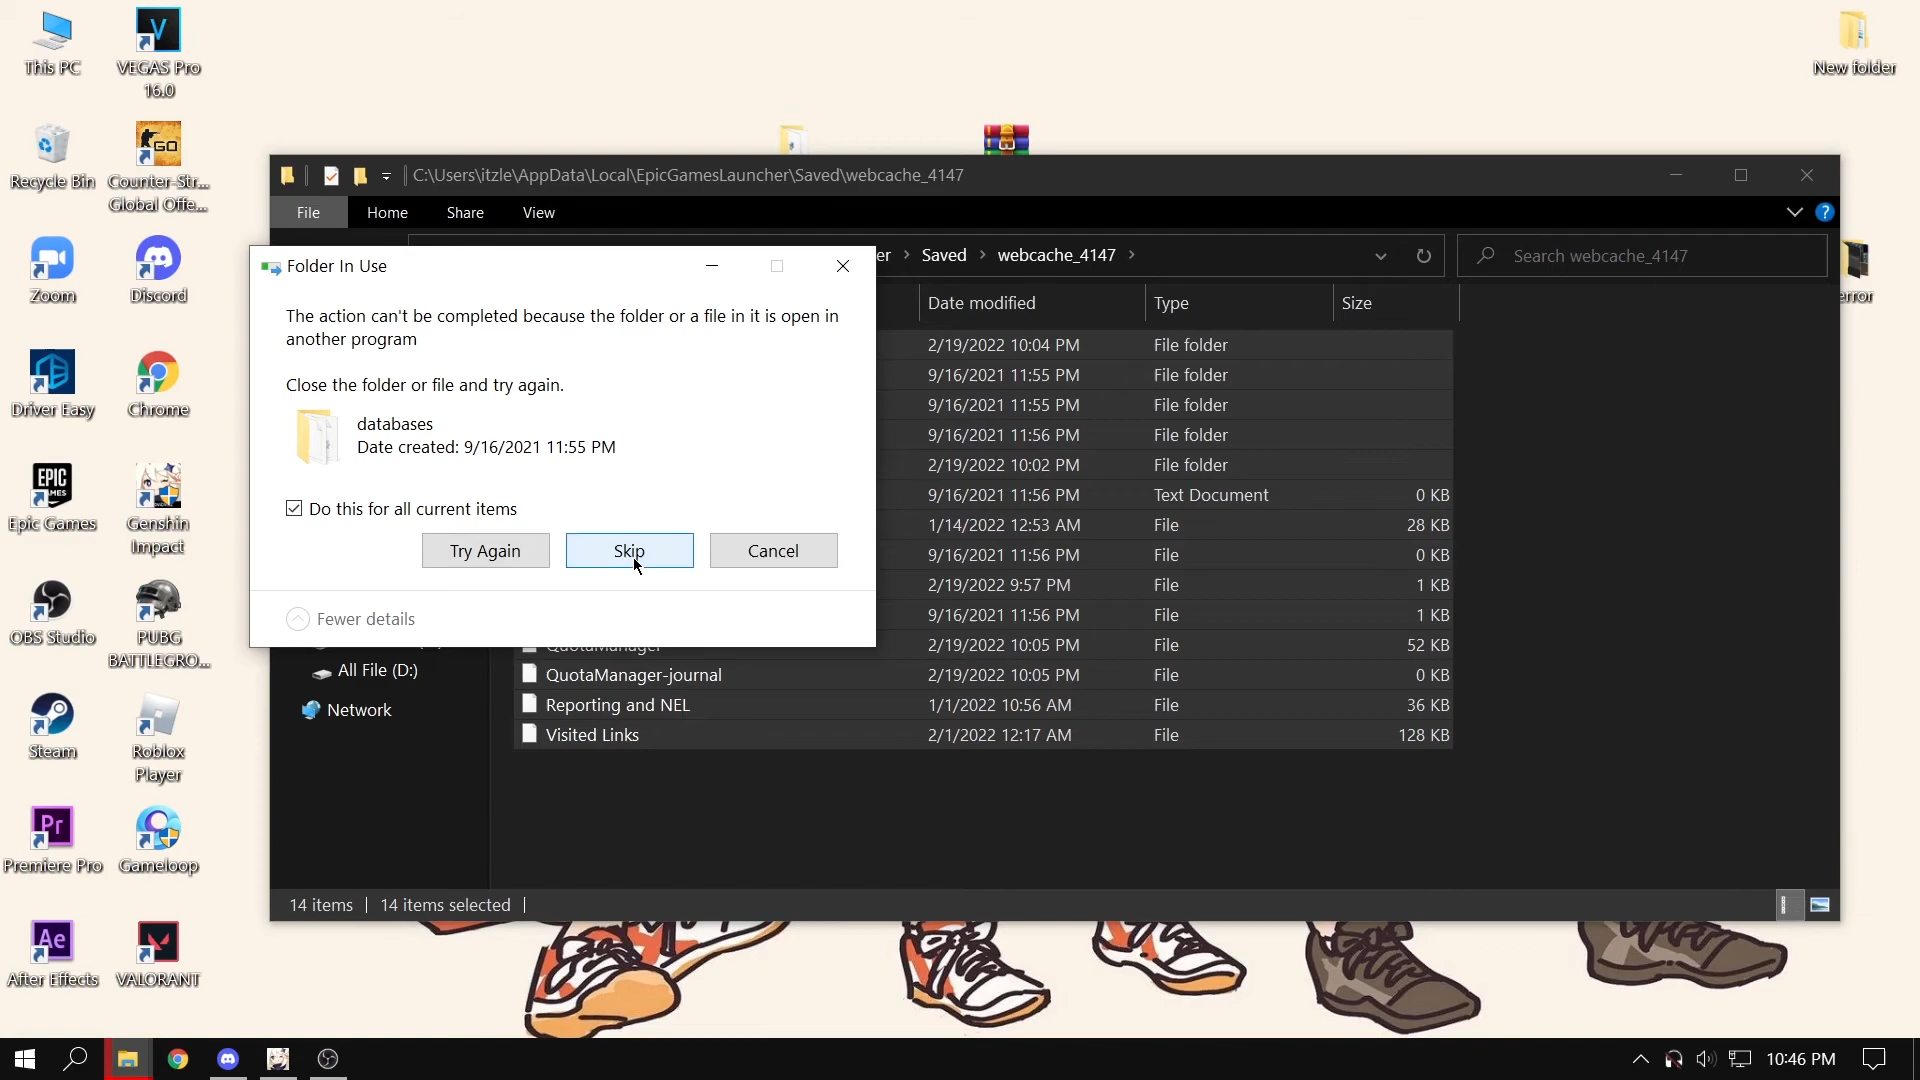 This PC
VEGAS Pro
16.0
New folder
Recycle Bin
Counter-Str...
Global Offe...
GO
C:\Users\itzle\AppData\Local\EpicGamesLauncher\Saved\webcache_4147
File
Home
Share
View
er
Saved
webcache_4147
Search webcache_4147
Zoom
Discord
error
Folder In Use
The action can't be completed because the folder or a file in it is open in
another program
Close the folder or file and try again.
databases
Date created: 9/16/2021 11:55 PM
Do this for all current items
Try Again
Skip
Cancel
Fewer details
Date modified
Type
Size
2/19/2022 10:04 PM File folder
9/16/2021 11:55 PM File folder
9/16/2021 11:55 PM File folder
9/16/2021 11:56 PM File folder
2/19/2022 10:02 PM File folder
9/16/2021 11:56 PM Text Document 0 KB
1/14/2022 12:53 AM File 28 KB
9/16/2021 11:56 PM File 0 KB
2/19/2022 9:57 PM File 1 KB
9/16/2021 11:56 PM File 1 KB
QuotaManager 2/19/2022 10:05 PM File 52 KB
QuotaManager-journal 2/19/2022 10:05 PM File 0 KB
Reporting and NEL 1/1/2022 10:56 AM File 36 KB
Visited Links 2/1/2022 12:17 AM File 128 KB
All File (D:)
Network
14 items
14 items selected
Driver Easy
Chrome
EPIC
GAMES
Epic Games
Genshin
Impact
OBS Studio
PUBG
BATTLEGRO...
Steam
Roblox
Player
Pr
Premiere Pro
Gameloop
Ae
After Effects
VALORANT
10:46 PM